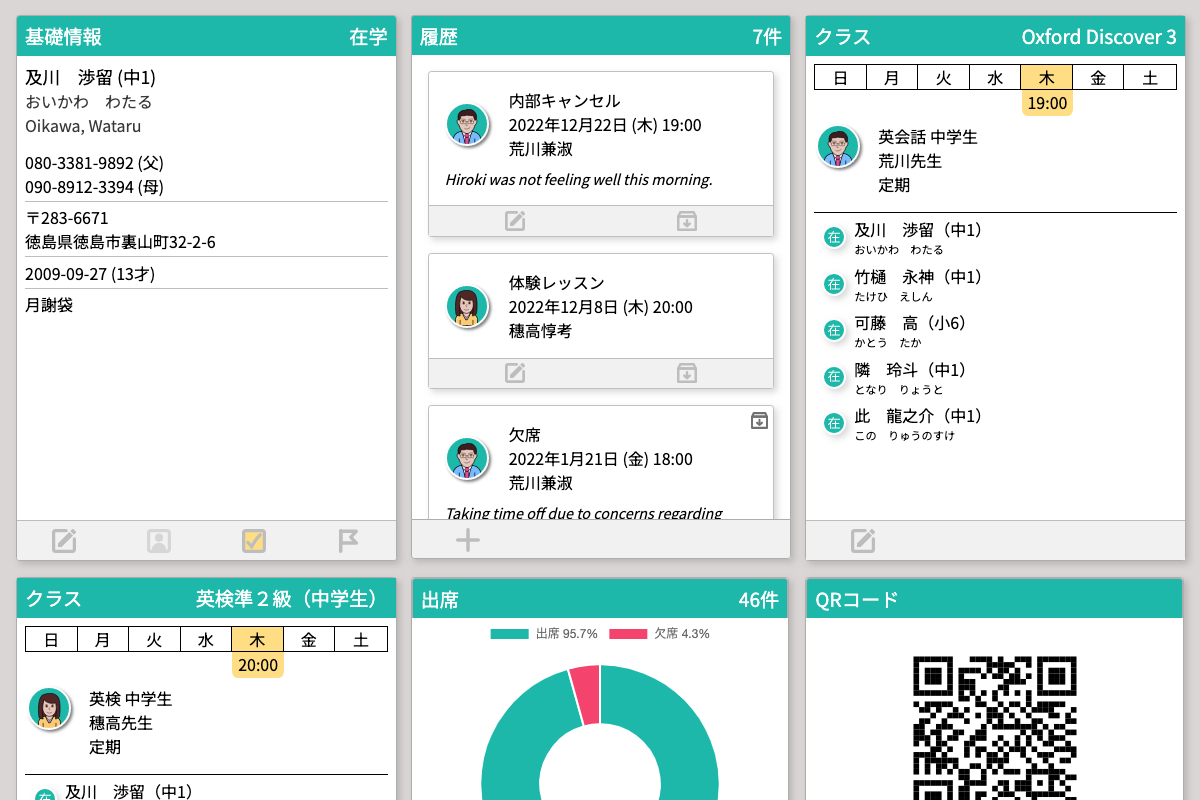 基礎情報 在学
及川　渉留 (中1)
おいかわ　わたる
Oikawa, Wataru
080-3381-9892 (父)
090-8912-3394 (母)
〒283-6671
徳島県徳島市裏山町32-2-6
2009-09-27 (13才)
月謝袋
履歴 7件
内部キャンセル
2022年12月22日 (木) 19:00
荒川兼淑
Hiroki was not feeling well this morning.
体験レッスン
2022年12月8日 (木) 20:00
穂高惇考
欠席
2022年1月21日 (金) 18:00
荒川兼淑
Taking time off due to concerns regarding
クラス Oxford Discover 3
日 月 火 水 木 金 土
19:00
英会話 中学生
荒川先生
定期
在 及川　渉留（中1）
おいかわ　わたる
在 竹樋　永神（中1）
たけひ　えしん
在 可藤　高（小6）
かとう　たか
在 隣　玲斗（中1）
となり　りょうと
在 此　龍之介（中1）
この　りゅうのすけ
クラス 英検準２級（中学生）
日 月 火 水 木 金 土
20:00
英検 中学生
穂高先生
定期
在 及川　渉留（中1）
出席 46件
出席 95.7% 欠席 4.3%
QRコード